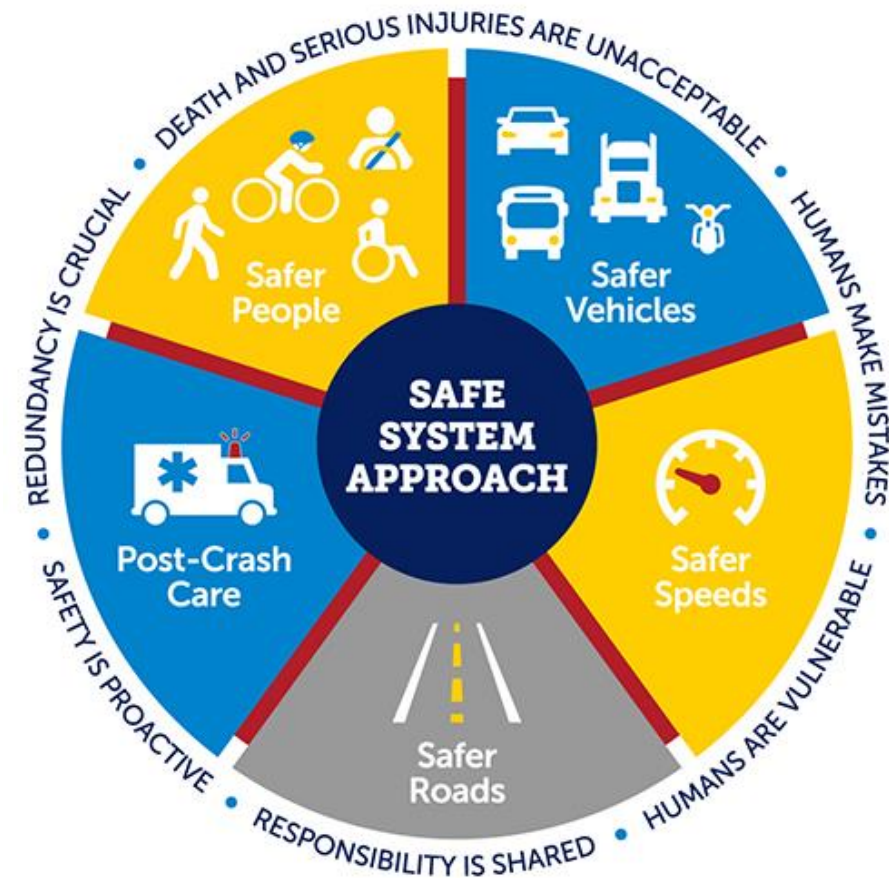 DEATH AND SERIOUS INJURIES ARE UNACCEPTABLE
HUMANS MAKE MISTAKES
HUMANS ARE VULNERABLE
RESPONSIBILITY IS SHARED
SAFETY IS PROACTIVE
REDUNDANCY IS CRUCIAL
Safer
People
Safer
Vehicles
SAFE
SYSTEM
APPROACH
Post-Crash
Care
Safer
Speeds
Safer
Roads